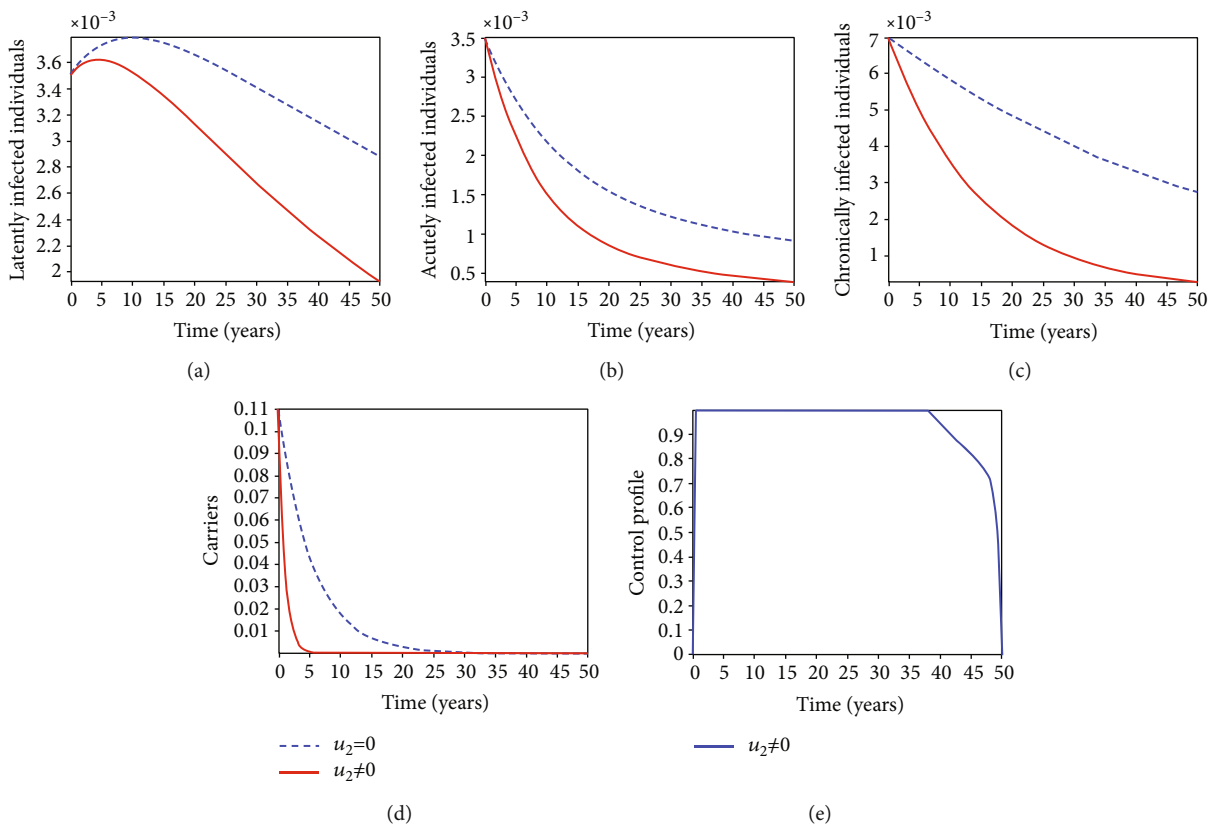 ×10⁻³
3.6
3.4
3.2
3
2.8
2.6
2.4
2.2
2
Latently infected individuals
0 5 10 15 20 25 30 35 40 45 50
Time (years)
(a)
×10⁻³
3.5
3
2.5
2
1.5
1
0.5
Acutely infected individuals
0 5 10 15 20 25 30 35 40 45 50
Time (years)
(b)
×10⁻³
7
6
5
4
3
2
1
Chronically infected individuals
0 5 10 15 20 25 30 35 40 45 50
Time (years)
(c)
0.11
0.1
0.09
0.08
0.07
0.06
0.05
0.04
0.03
0.02
0.01
Carriers
0 5 10 15 20 25 30 35 40 45 50
Time (years)
u₂=0
u₂≠0
(d)
0.9
0.8
0.7
0.6
0.5
0.4
0.3
0.2
0.1
0
Control profile
0 5 10 15 20 25 30 35 40 45 50
Time (years)
u₂≠0
(e)